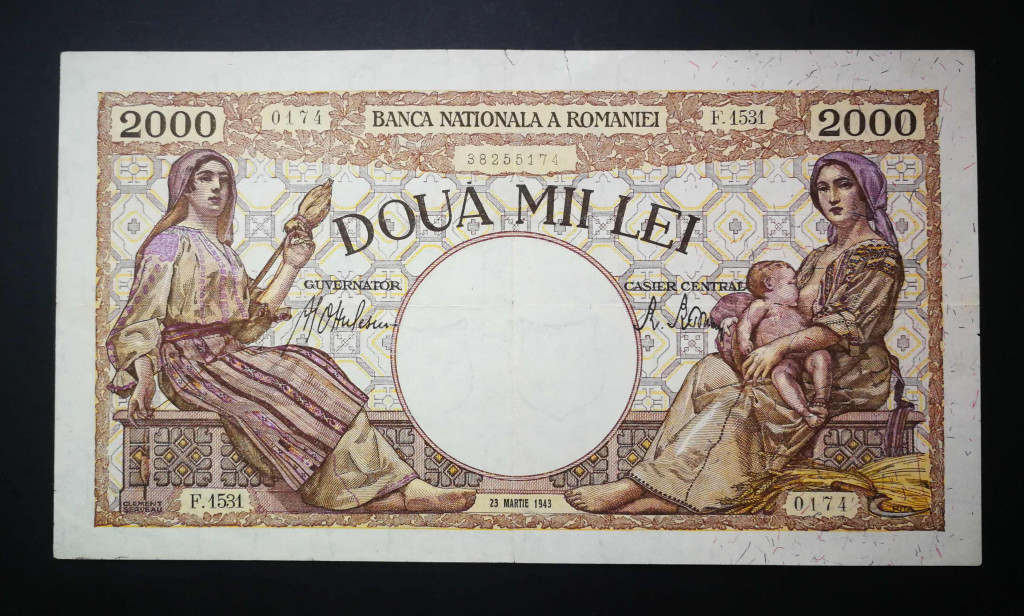 2000 0174 BANCA NATIONALA A ROMANIEI F.1531 2000
38255174
DOUĂ MII LEI
GUVERNATOR CASIER CENTRAL
CLEMENT
SERVEAU
F.1531 23 MARTIE 1943 0174